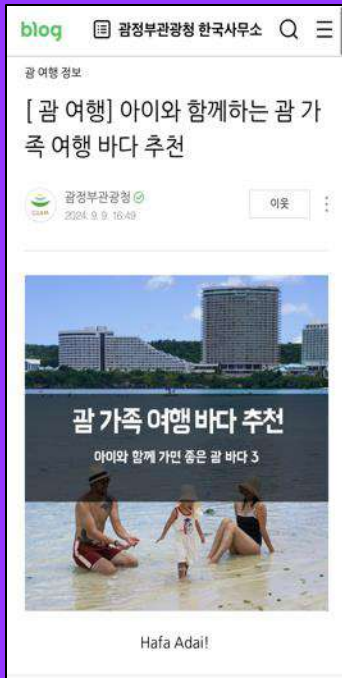 blog 괌정부관광청 한국사무소
괌 여행 정보
[ 괌 여행] 아이와 함께하는 괌 가
족 여행 바다 추천
괌정부관광청
이웃
2024. 9. 9. 16:49
GUAM
괌 가족 여행 바다 추천
아이와 함께 가면 좋은 괌 바다 3
Hafa Adai!